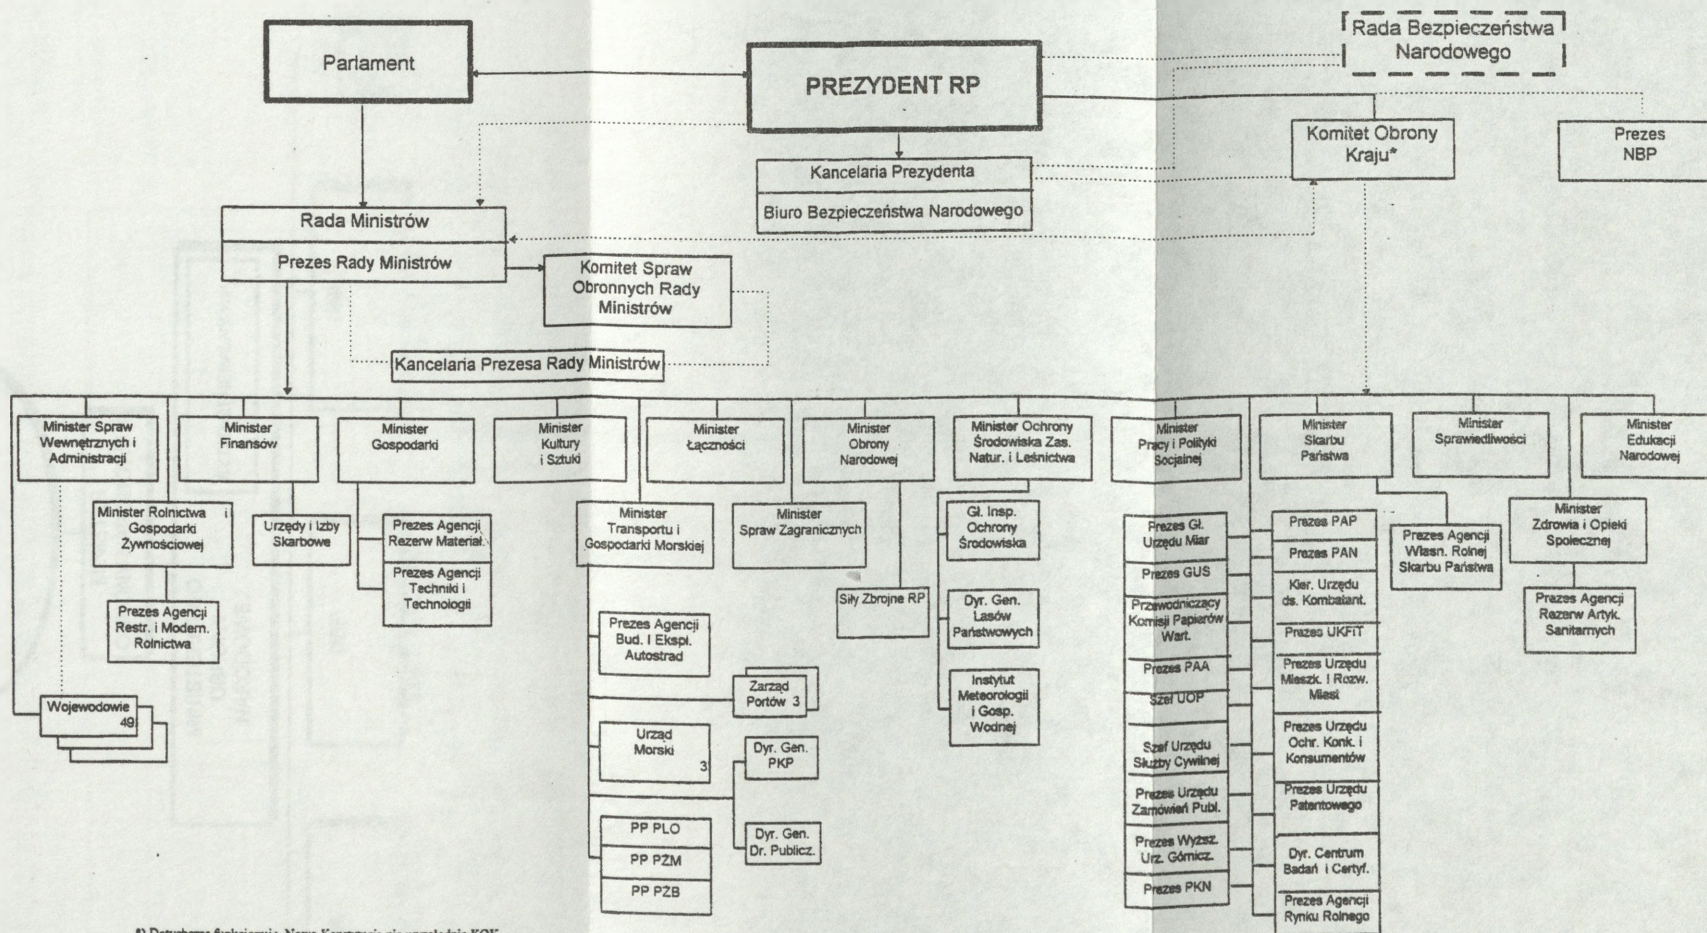 Parlament
PREZYDENT RP
Rada Bezpieczeństwa
Narodowego
Komitet Obrony
Kraju*
Prezes
NBP
Kancelaria Prezydenta
Biuro Bezpieczeństwa Narodowego
Rada Ministrów
Prezes Rady Ministrów
Komitet Spraw
Obronnych Rady
Ministrów
Kancelaria Prezesa Rady Ministrów
Minister Spraw
Wewnętrznych i
Administracji
Minister
Finansów
Minister
Gospodarki
Minister
Kultury
i Sztuki
Minister
Łączności
Minister
Obrony
Narodowej
Minister Ochrony
Środowiska Zas.
Natur. i Leśnictwa
Minister
Pracy i Polityki
Socjalnej
Minister
Skarbu
Państwa
Minister
Sprawiedliwości
Minister
Edukacji
Narodowej
Minister Rolnictwa i
Gospodarki
Żywnościowej
Urzędy i Izby
Skarbowe
Prezes Agencji
Rezerw Materiał.
Prezes Agencji
Techniki i
Technologii
Minister
Transportu i
Gospodarki Morskiej
Minister
Spraw Zagranicznych
Gł. Insp.
Ochrony
Środowiska
Prezes Gł.
Urzędu Miar
Prezes PAP
Prezes PAN
Prezes Agencji
Własn. Rolnej
Skarbu Państwa
Minister
Zdrowia i Opieki
Społecznej
Prezes Agencji
Restr. i Modern.
Rolnictwa
Prezes Agencji
Bud. I Ekspl.
Autostrad
Siły Zbrojne RP
Dyr. Gen.
Lasów
Państwowych
Prezes GUS
Przewodniczący
Komisji Papierów
Wart.
Kier. Urzędu
ds. Kombatant.
Prezes UKFiT
Prezes Agencji
Rezerw Artyk.
Sanitarnych
Wojewodowie
49
Zarząd
Portów 3
Instytut
Meteorologii
i Gosp.
Wodnej
Prezes PAA
Szef UOP
Prezes Urzędu
Mieszk. I Rozw.
Miast
Urząd
Morski
3
Dyr. Gen.
PKP
Szef Urzędu
Służby Cywilnej
Prezes Urzędu
Ochr. Konk. i
Konsumentów
Prezes Urzędu
Zamówień Publ.
Prezes Urzędu
Patentowego
PP PLO
PP PŻM
PP PŻB
Dyr. Gen.
Dr. Publicz.
Prezes Wyższ.
Urz. Górnicz.
Prezes PKN
Dyr. Centrum
Badań i Certyf.
Prezes Agencji
Rynku Rolnego